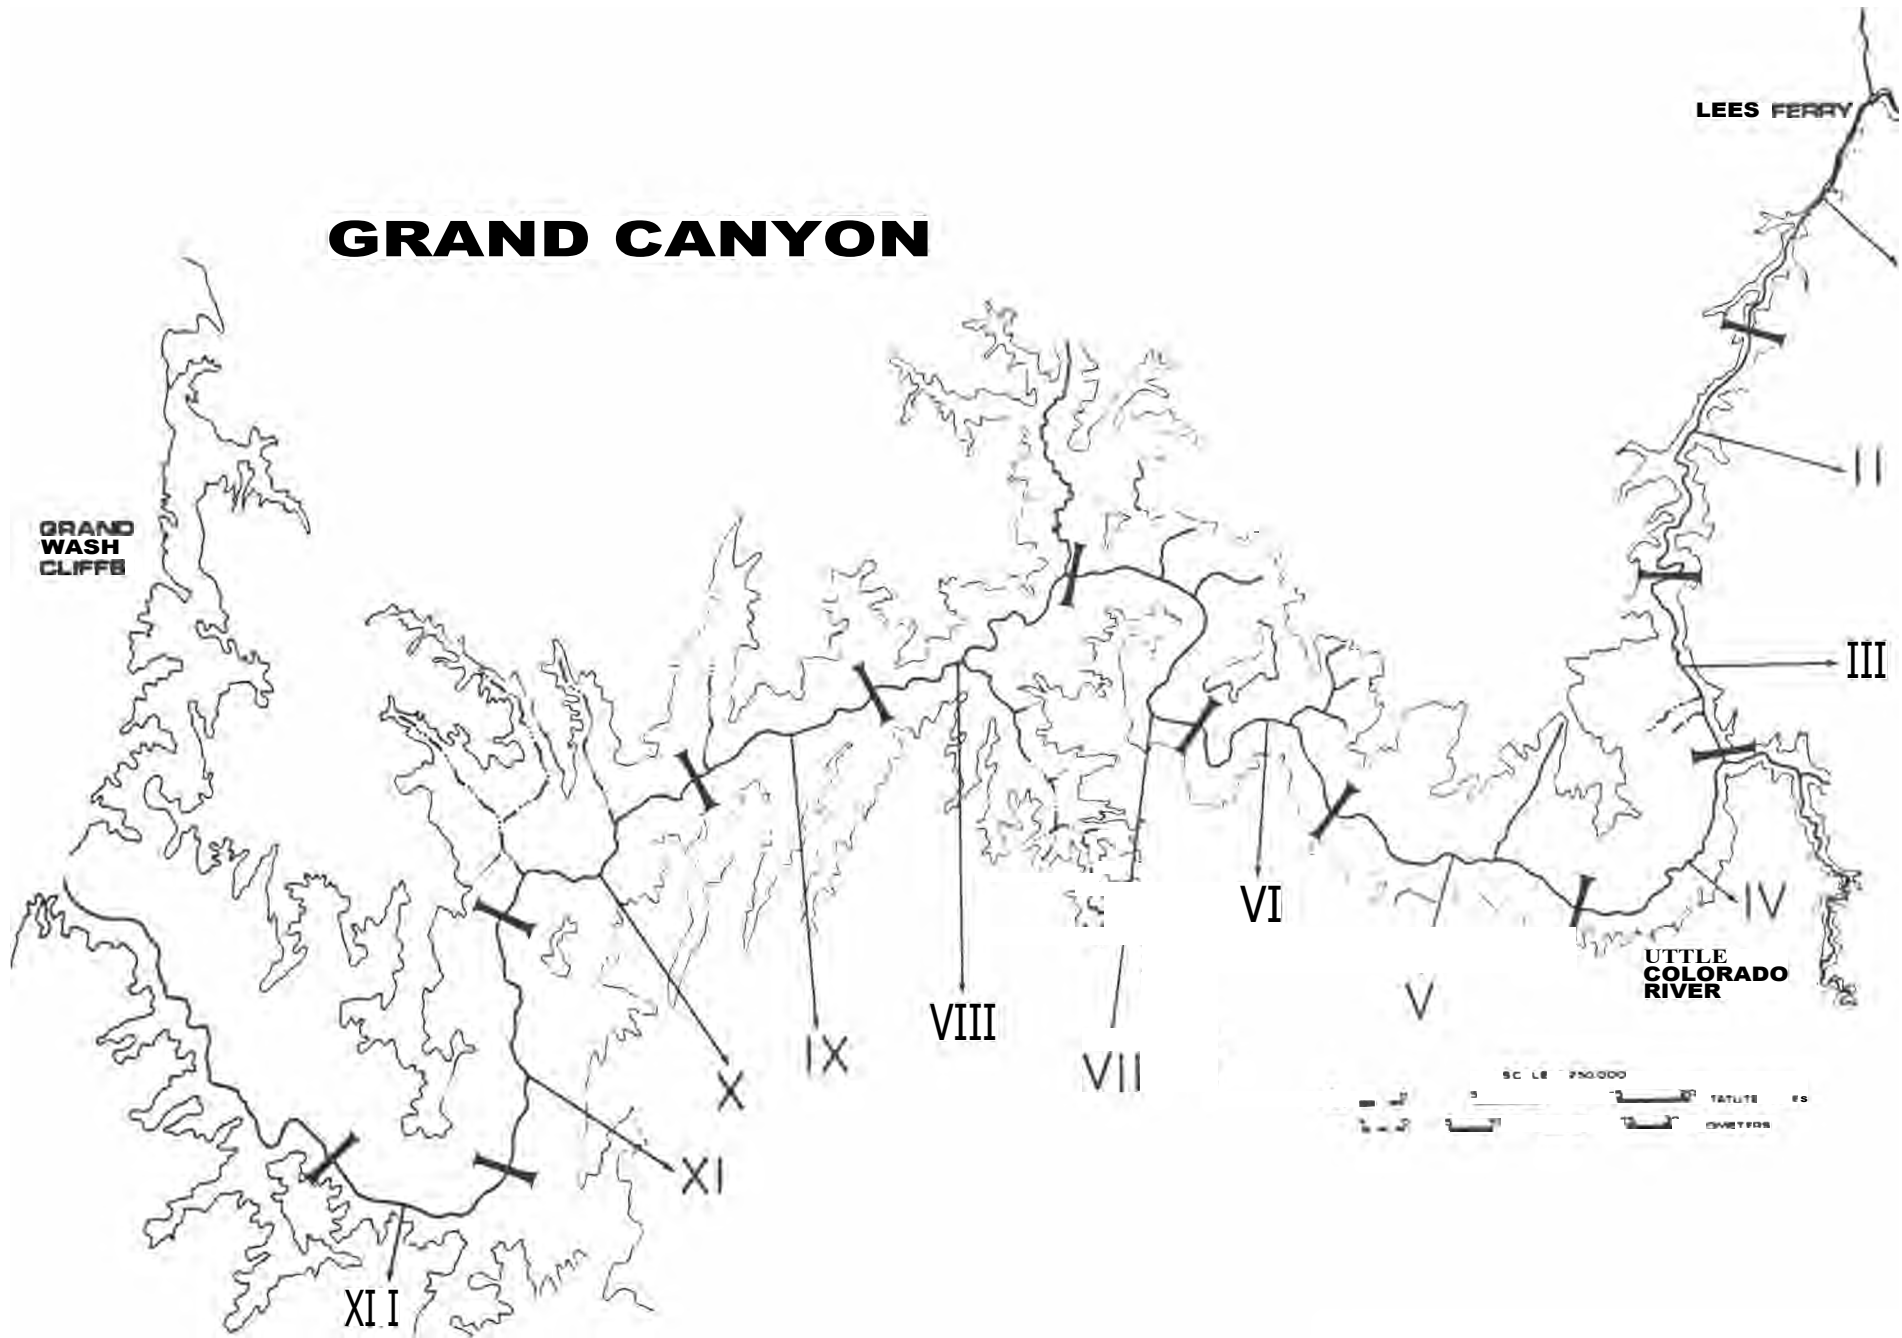 LEES FERRY
GRAND CANYON
II
GRAND
WASH
CLIFFS
III
VI
IV
UTTLE
COLORADO
RIVER
V
VIII
IX
VII
X
XI
XI I